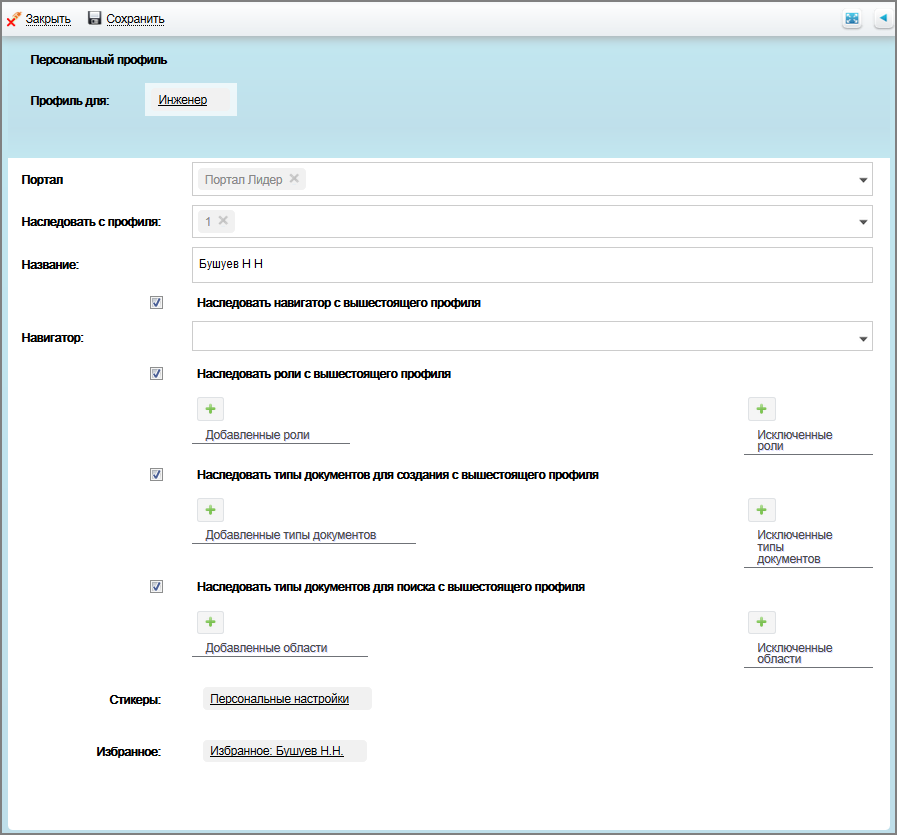 Закрыть Сохранить
Персональный профиль
Профиль для: Инженер
Портал Портал Лидер
Наследовать с профиля: 1
Название: Бушуев Н Н
Наследовать навигатор с вышестоящего профиля
Навигатор:
Наследовать роли с вышестоящего профиля
Добавленные роли Исключенные
роли
Наследовать типы документов для создания с вышестоящего профиля
Добавленные типы документов Исключенные
типы
документов
Наследовать типы документов для поиска с вышестоящего профиля
Добавленные области Исключенные
области
Стикеры: Персональные настройки
Избранное: Избранное: Бушуев Н.Н.